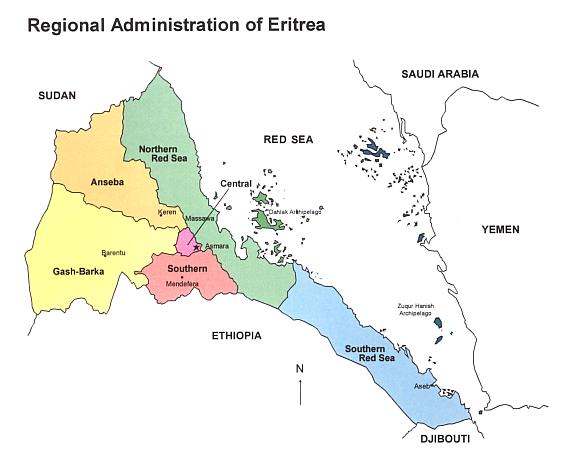 Regional Administration of Eritrea
SAUDI ARABIA
SUDAN
RED SEA
Northern
Red Sea
Anseba
Central
Keren
Massawa
Dahlak Archipelago
YEMEN
Asmara
Barentu
Gash-Barka
Southern
Mendefera
Zuqur Hanish
Archipelago
ETHIOPIA
Southern
Red Sea
N
Aseb
DJIBOUTI